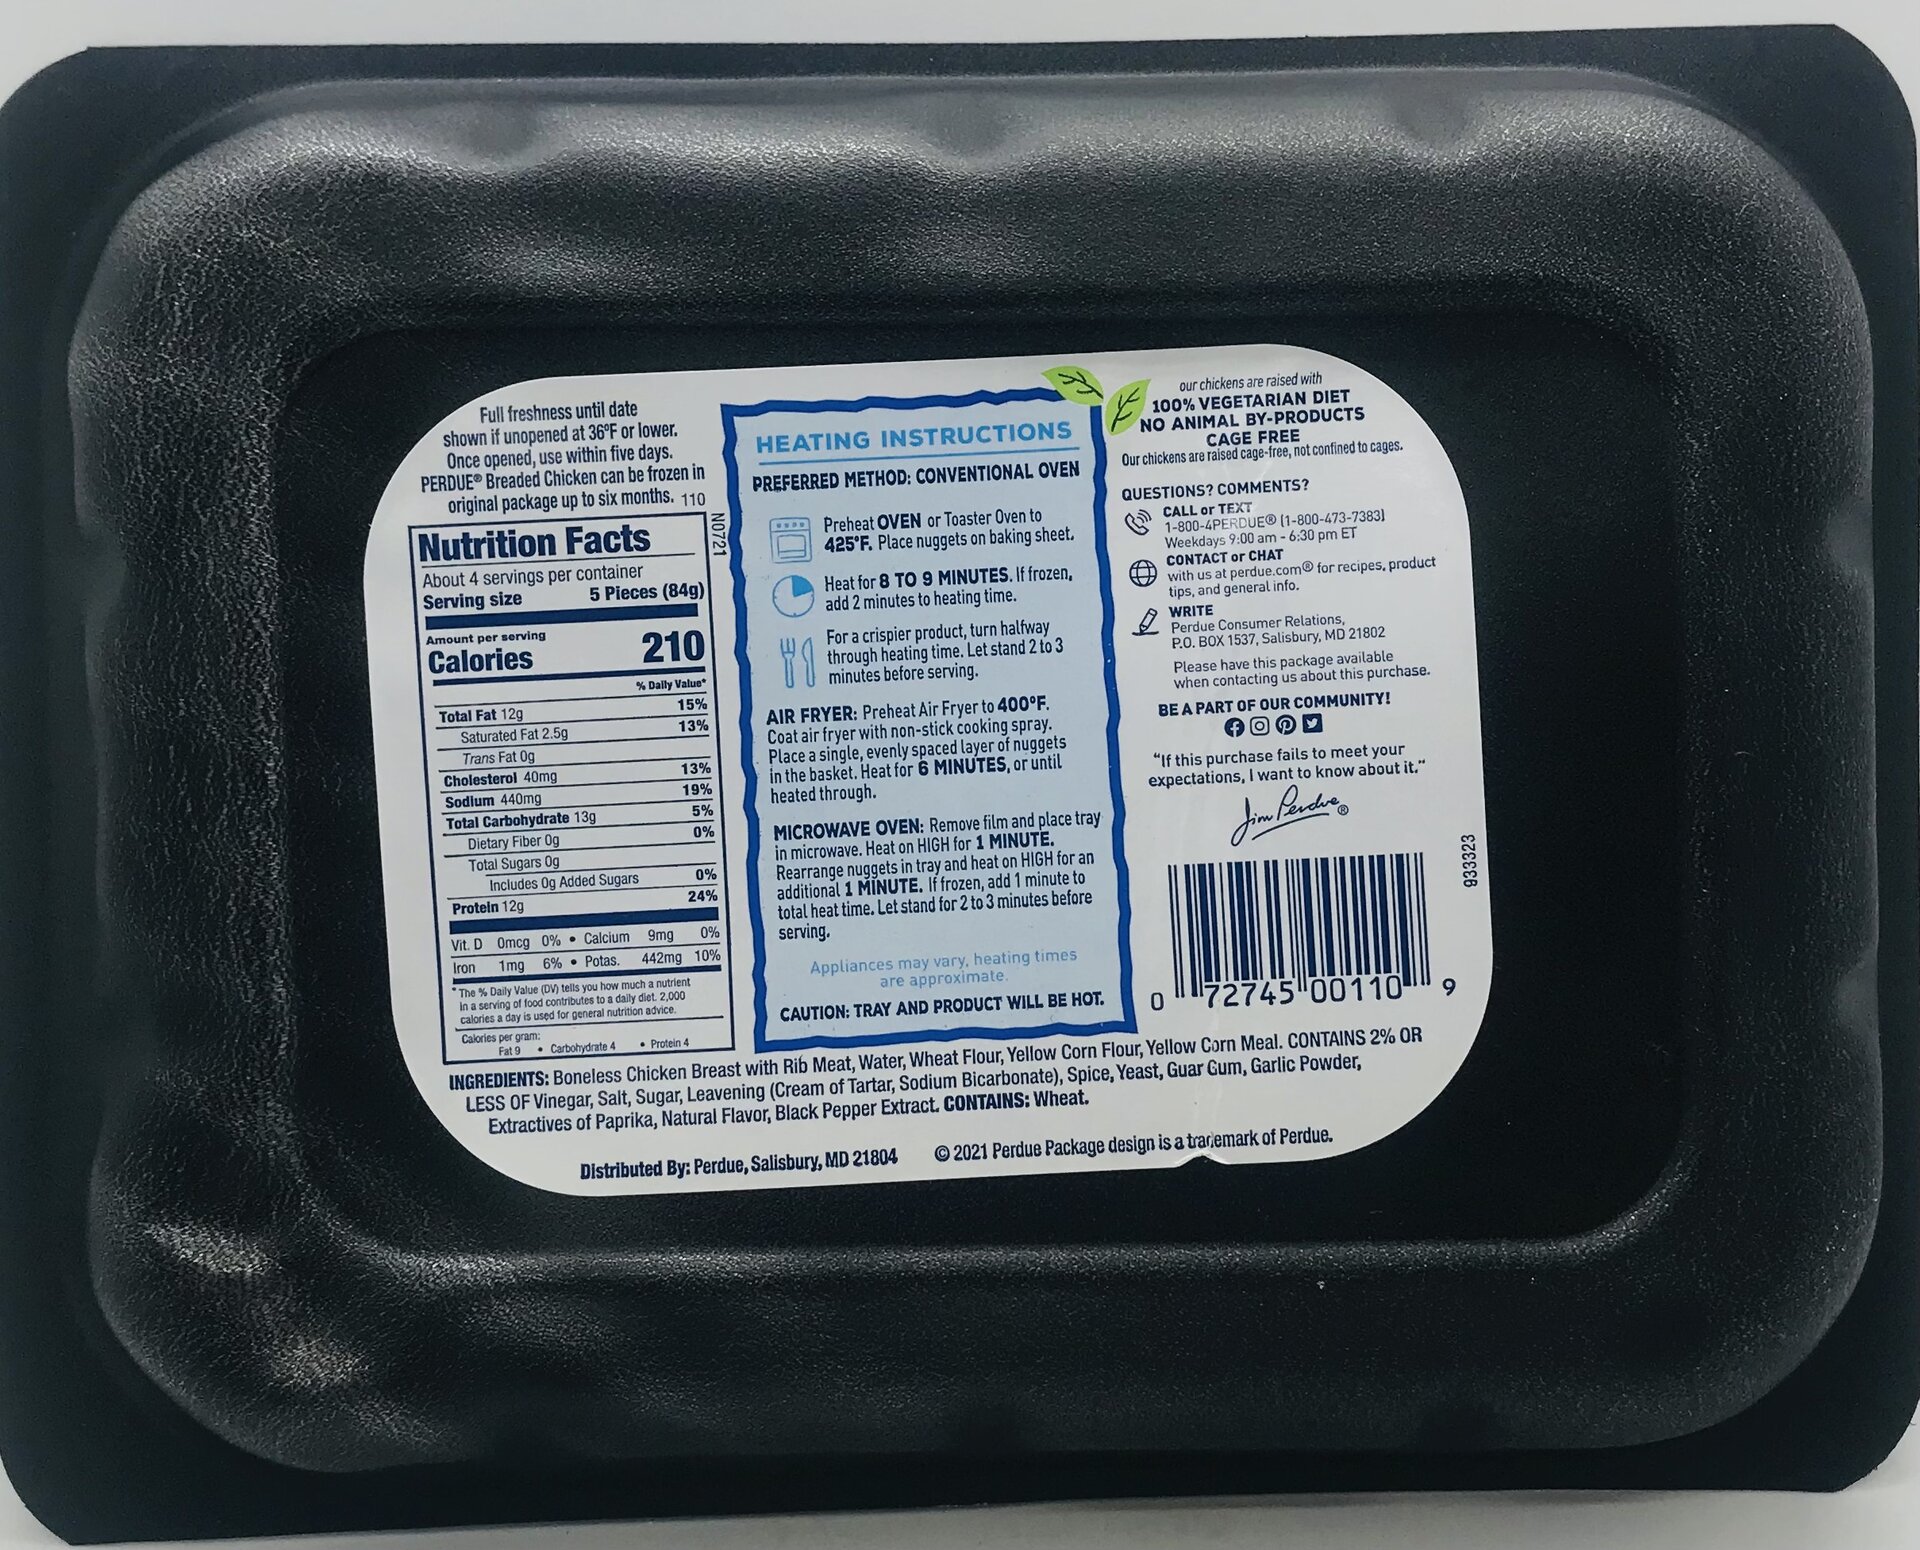 Full freshness until date
shown if unopened at 36°F or lower.
Once opened, use within five days.
PERDUE® Breaded Chicken can be frozen in
original package up to six months. 110
N0721
Nutrition Facts
About 4 servings per container
Serving size 5 Pieces (84g)
Amount per serving
Calories 210
% Daily Value*
Total Fat 12g 15%
Saturated Fat 2.5g 13%
Trans Fat 0g
Cholesterol 40mg 13%
Sodium 440mg 19%
Total Carbohydrate 13g 5%
Dietary Fiber 0g 0%
Total Sugars 0g
Includes 0g Added Sugars 0%
Protein 12g 24%
Vit. D 0mcg 0% • Calcium 9mg 0%
Iron 1mg 6% • Potas. 442mg 10%
* The % Daily Value (DV) tells you how much a nutrient
in a serving of food contributes to a daily diet. 2,000
calories a day is used for general nutrition advice.
Calories per gram:
Fat 9 • Carbohydrate 4 • Protein 4
HEATING INSTRUCTIONS
PREFERRED METHOD: CONVENTIONAL OVEN
Preheat OVEN or Toaster Oven to
425°F. Place nuggets on baking sheet.
Heat for 8 TO 9 MINUTES. If frozen,
add 2 minutes to heating time.
For a crispier product, turn halfway
through heating time. Let stand 2 to 3
minutes before serving.
AIR FRYER: Preheat Air Fryer to 400°F.
Coat air fryer with non-stick cooking spray.
Place a single, evenly spaced layer of nuggets
in the basket. Heat for 6 MINUTES, or until
heated through.
MICROWAVE OVEN: Remove film and place tray
in microwave. Heat on HIGH for 1 MINUTE.
Rearrange nuggets in tray and heat on HIGH for an
additional 1 MINUTE. If frozen, add 1 minute to
total heat time. Let stand for 2 to 3 minutes before
serving.
Appliances may vary, heating times
are approximate.
CAUTION: TRAY AND PRODUCT WILL BE HOT.
our chickens are raised with
100% VEGETARIAN DIET
NO ANIMAL BY-PRODUCTS
CAGE FREE
Our chickens are raised cage-free, not confined to cages.
QUESTIONS? COMMENTS?
CALL or TEXT
1-800-4PERDUE® (1-800-473-7383)
Weekdays 9:00 am - 6:30 pm ET
CONTACT or CHAT
with us at perdue.com® for recipes, product
tips, and general info.
WRITE
Perdue Consumer Relations,
P.O. BOX 1537, Salisbury, MD 21802
Please have this package available
when contacting us about this purchase.
BE A PART OF OUR COMMUNITY!
"If this purchase fails to meet your
expectations, I want to know about it."
Jim Perdue®
933323
0 72745 00110 9
INGREDIENTS: Boneless Chicken Breast with Rib Meat, Water, Wheat Flour, Yellow Corn Flour, Yellow Corn Meal. CONTAINS 2% OR
LESS OF Vinegar, Salt, Sugar, Leavening (Cream of Tartar, Sodium Bicarbonate), Spice, Yeast, Guar Gum, Garlic Powder,
Extractives of Paprika, Natural Flavor, Black Pepper Extract. CONTAINS: Wheat.
Distributed By: Perdue, Salisbury, MD 21804 © 2021 Perdue Package design is a trademark of Perdue.